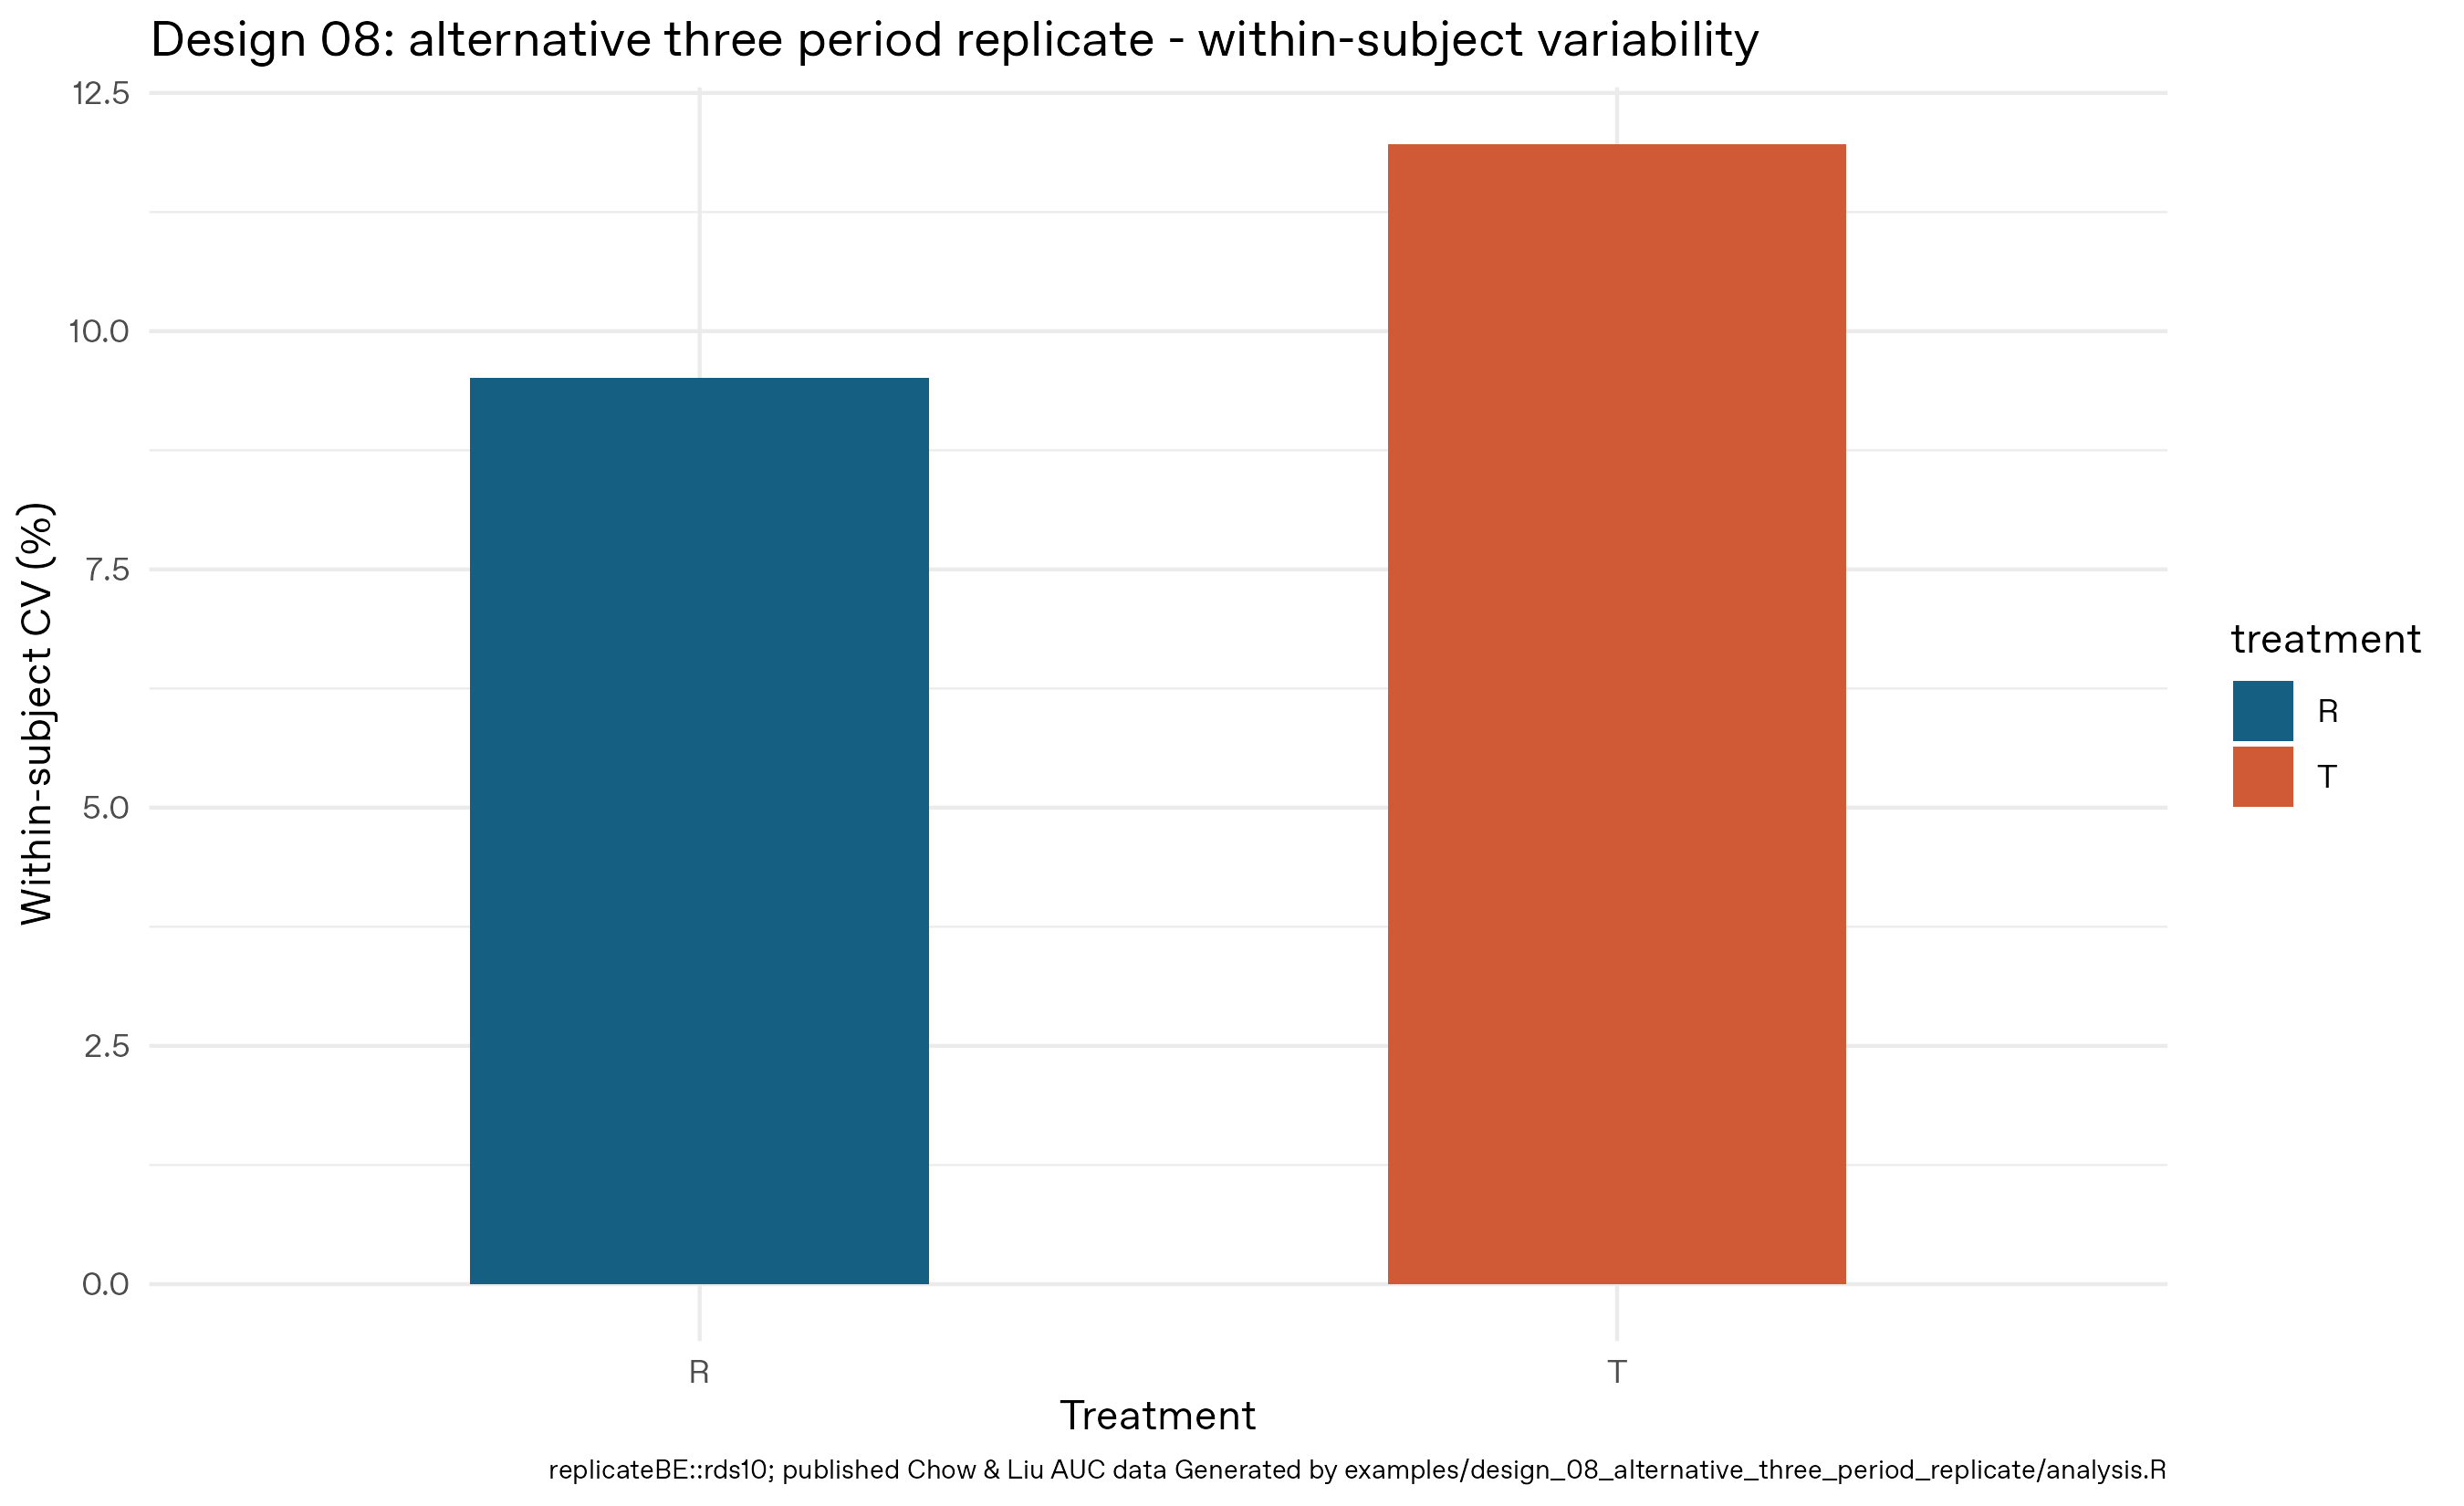 Design 08: alternative three period replicate - within-subject variability
12.5
10.0
7.5
5.0
2.5
0.0
Within-subject CV (%)
R
T
Treatment
treatment
R
T
replicateBE::rds10; published Chow & Liu AUC data Generated by examples/design_08_alternative_three_period_replicate/analysis.R